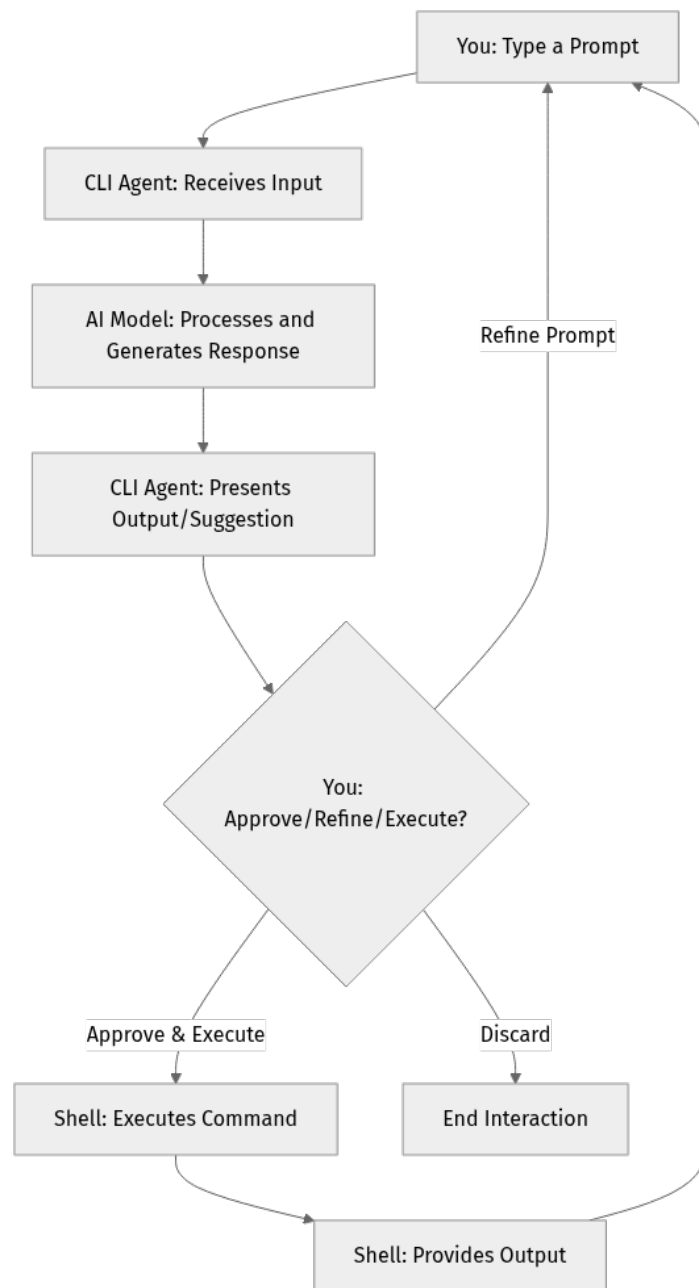 You: Type a Prompt
CLI Agent: Receives Input
AI Model: Processes and
Generates Response
Refine Prompt
CLI Agent: Presents
Output/Suggestion
You:
Approve/Refine/Execute?
Approve & Execute
Discard
Shell: Executes Command
End Interaction
Shell: Provides Output